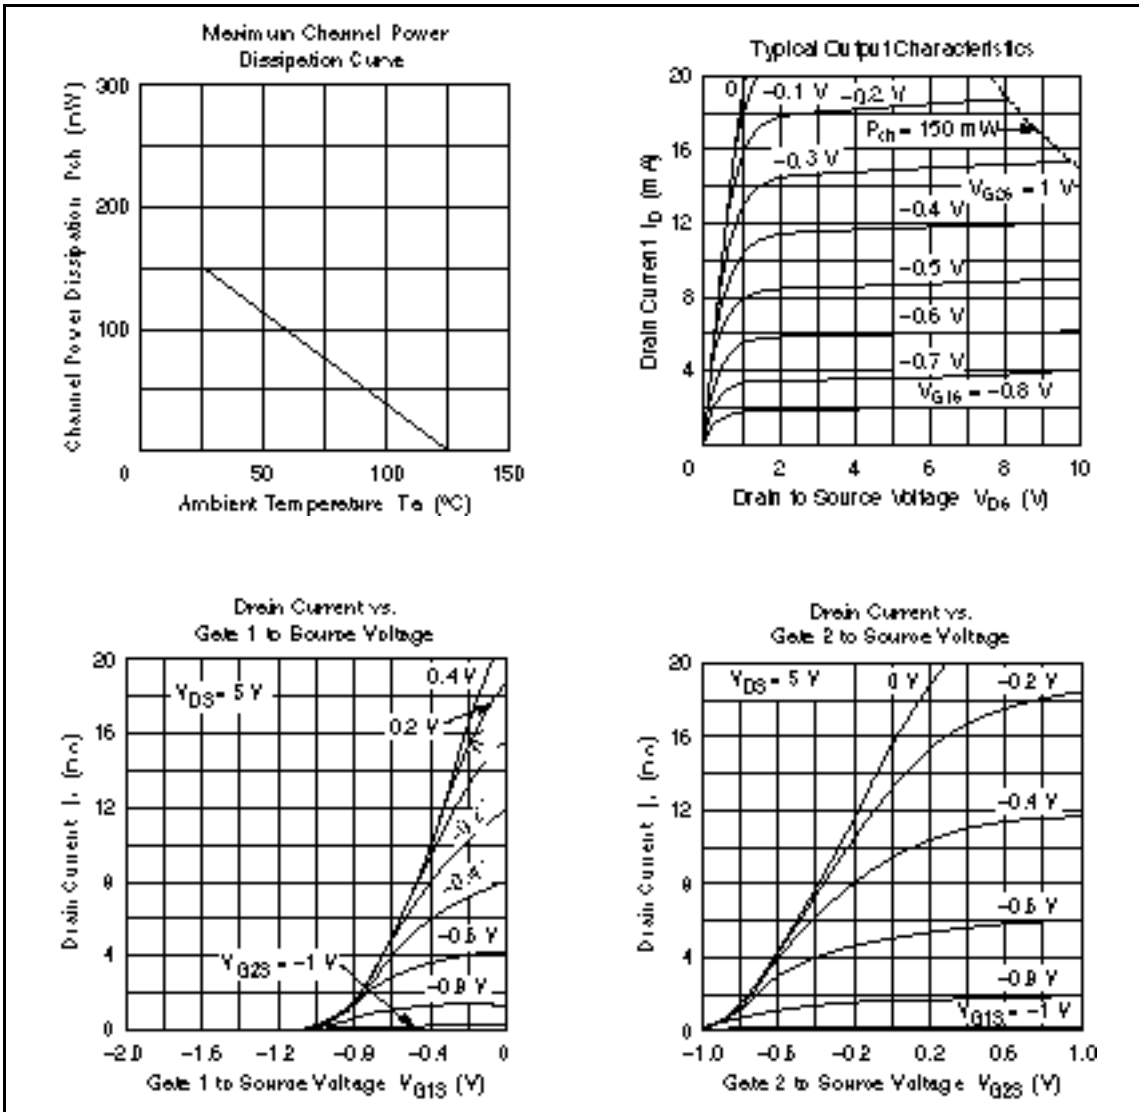 Maximum Channel Power
Dissipation Curve
Channel Power Dissipation Pch (mW)
300
200
100
0
50
100
150
Ambient Temperature Ta (°C)
Typical Output Characteristics
Drain Current ID (mA)
20
16
12
8
4
0
−0.1 V
−0.2 V
Pch = 150 mW
−0.3 V
VG2S = 1 V
−0.4 V
−0.5 V
−0.6 V
−0.7 V
VG1S = −0.8 V
0
2
4
6
8
10
Drain to Source Voltage VDS (V)
Drain Current vs.
Gate 1 to Source Voltage
Drain Current
20
16
12
8
4
0
VDS = 5 V
0.4 V
0.2 V
−0.6 V
VG2S = −1 V
−0.8 V
−2.0
−1.6
−1.2
−0.8
−0.4
0
Gate 1 to Source Voltage VG1S (V)
Drain Current vs.
Gate 2 to Source Voltage
Drain Current
20
16
12
8
4
0
VDS = 5 V
0 V
−0.2 V
−0.4 V
−0.6 V
−0.8 V
VG1S = −1 V
−1.0
−0.6
−0.2
0.2
0.6
1.0
Gate 2 to Source Voltage VG2S (V)